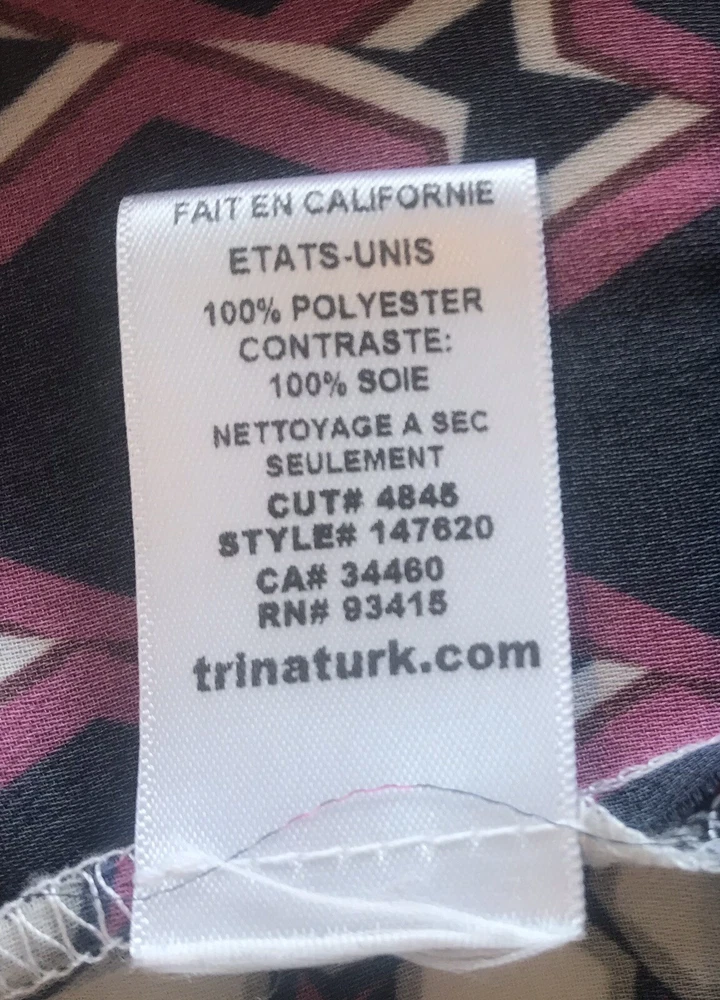 FAIT EN CALIFORNIE
ETATS-UNIS
100% POLYESTER
CONTRASTE:
100% SOIE
NETTOYAGE A SEC
SEULEMENT
CUT# 4845
STYLE# 147620
CA# 34460
RN# 93415
trinaturk.com